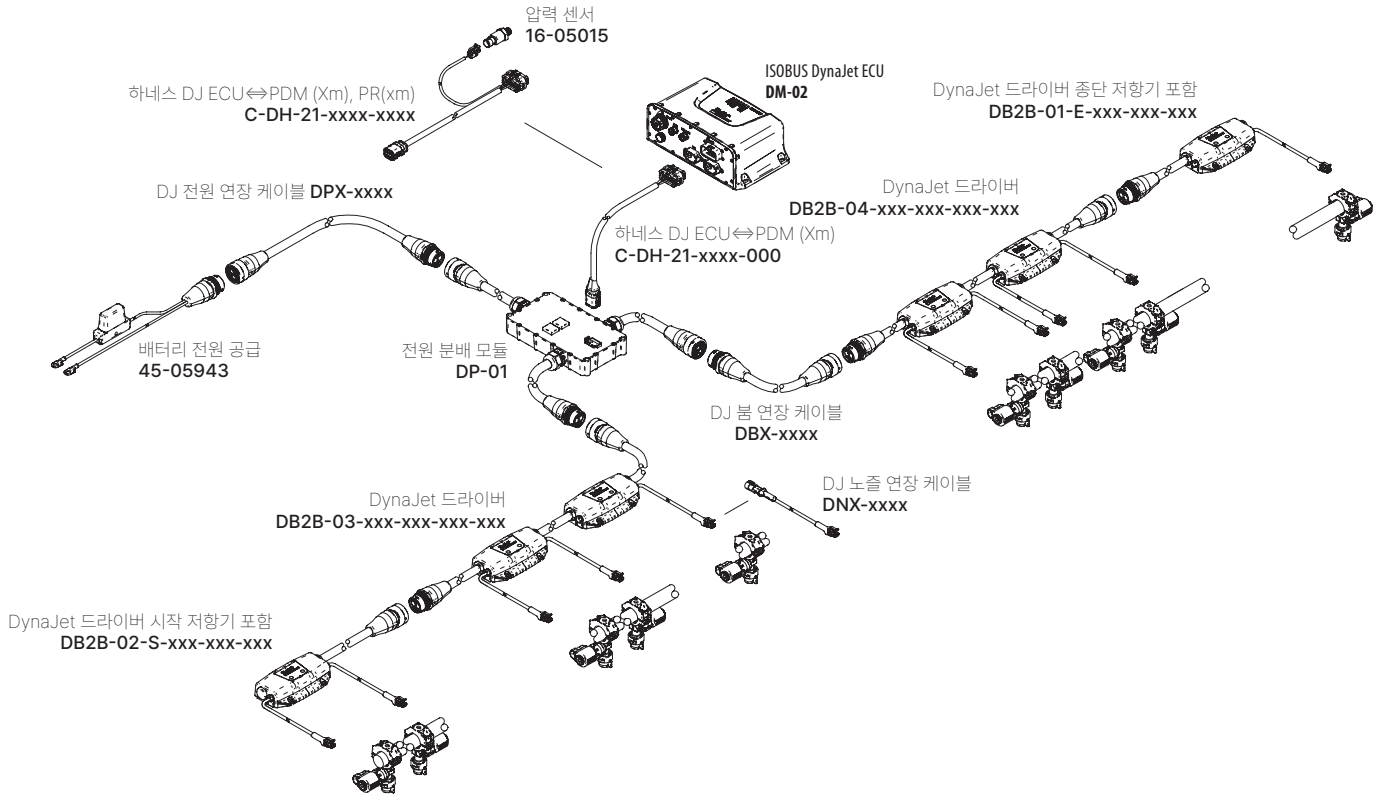 압력 센서
16-05015
ISOBUS DynaJet ECU
DM-02
하네스 DJ ECU⇔PDM (Xm), PR(xm)
C-DH-21-xxxx-xxxx
DynaJet 드라이버 종단 저항기 포함
DB2B-01-E-xxx-xxx-xxx
DJ 전원 연장 케이블 DPX-xxxx
DynaJet 드라이버
DB2B-04-xxx-xxx-xxx-xxx
하네스 DJ ECU⇔PDM (Xm)
C-DH-21-xxxx-000
배터리 전원 공급
45-05943
전원 분배 모듈
DP-01
DJ 붐 연장 케이블
DBX-xxxx
DynaJet 드라이버
DB2B-03-xxx-xxx-xxx-xxx
DJ 노즐 연장 케이블
DNX-xxxx
DynaJet 드라이버 시작 저항기 포함
DB2B-02-S-xxx-xxx-xxx